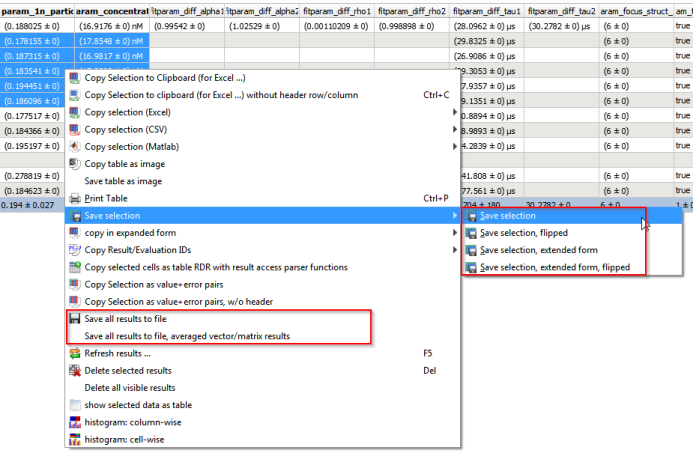 param_1n_partic aram_concentrat itparam_diff_alpha1 itparam_diff_alpha2 fitparam_diff_rho1 fitparam_diff_rho2 fitparam_diff_tau1 fitparam_diff_tau2 aram_focus_struct_ am_f
(0.188025 ± 0) (16.9176 ± 0) nM (0.99542 ± 0) (1.02529 ± 0) (0.00110209 ± 0) (0.998898 ± 0) (28.0962 ± 0) µs (30.2782 ± 0) µs (6 ± 0) true
(0.178155 ± 0) (17.8548 ± 0) nM (29.8325 ± 0) µs (6 ± 0) true
(0.187315 ± 0) (16.9817 ± 0) nM (26.9086 ± 0) µs (6 ± 0) true
(0.183541 ± 0) 9.3053 ± 0) µs (6 ± 0) true
(0.194451 ± 0) 7.9357 ± 0) µs (6 ± 0) true
(0.186096 ± 0) 9.1351 ± 0) µs (6 ± 0) true
(0.177517 ± 0) 0.8894 ± 0) µs (6 ± 0) true
(0.184366 ± 0) 8.9893 ± 0) µs (6 ± 0) true
(0.195197 ± 0) 4.2839 ± 0) µs (6 ± 0) true
(0.278819 ± 0) 41.808 ± 0) µs (6 ± 0) true
(0.184623 ± 0) 77.561 ± 0) µs (6 ± 0) true
0.194 ± 0.027 704 ± 180 30.2782 ± 0 6 ± 0 1 ± 0
Copy Selection to Clipboard (for Excel ...)
Copy Selection to clipboard (for Excel ...) without header row/column Ctrl+C
Copy selection (Excel)
Copy selection (CSV)
Copy selection (Matlab)
Copy table as image
Save table as image
Print Table Ctrl+P
Save selection
copy in expanded form
Copy Result/Evaluation IDs
Copy selected cells as table RDR with result access parser functions
Copy Selection as value+error pairs
Copy Selection as value+error pairs, w/o header
Save all results to file
Save all results to file, averaged vector/matrix results
Refresh results ... F5
Delete selected results Del
Delete all visible results
show selected data as table
histogram: column-wise
histogram: cell-wise
Save selection
Save selection, flipped
Save selection, extended form
Save selection, extended form, flipped